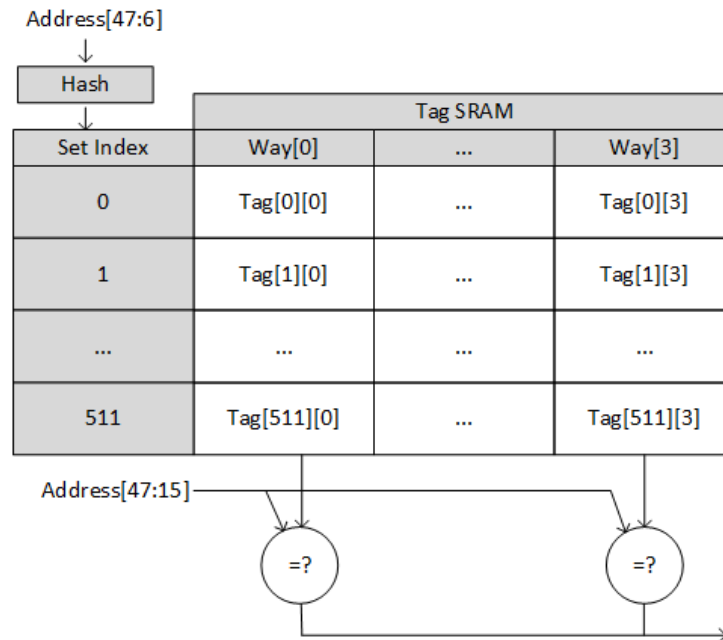 Address[47:6]
Hash
Tag SRAM
Set Index Way[0] ... Way[3]
0 Tag[0][0] ... Tag[0][3]
1 Tag[1][0] ... Tag[1][3]
... ... ... ...
511 Tag[511][0] ... Tag[511][3]
Address[47:15]
=? =?